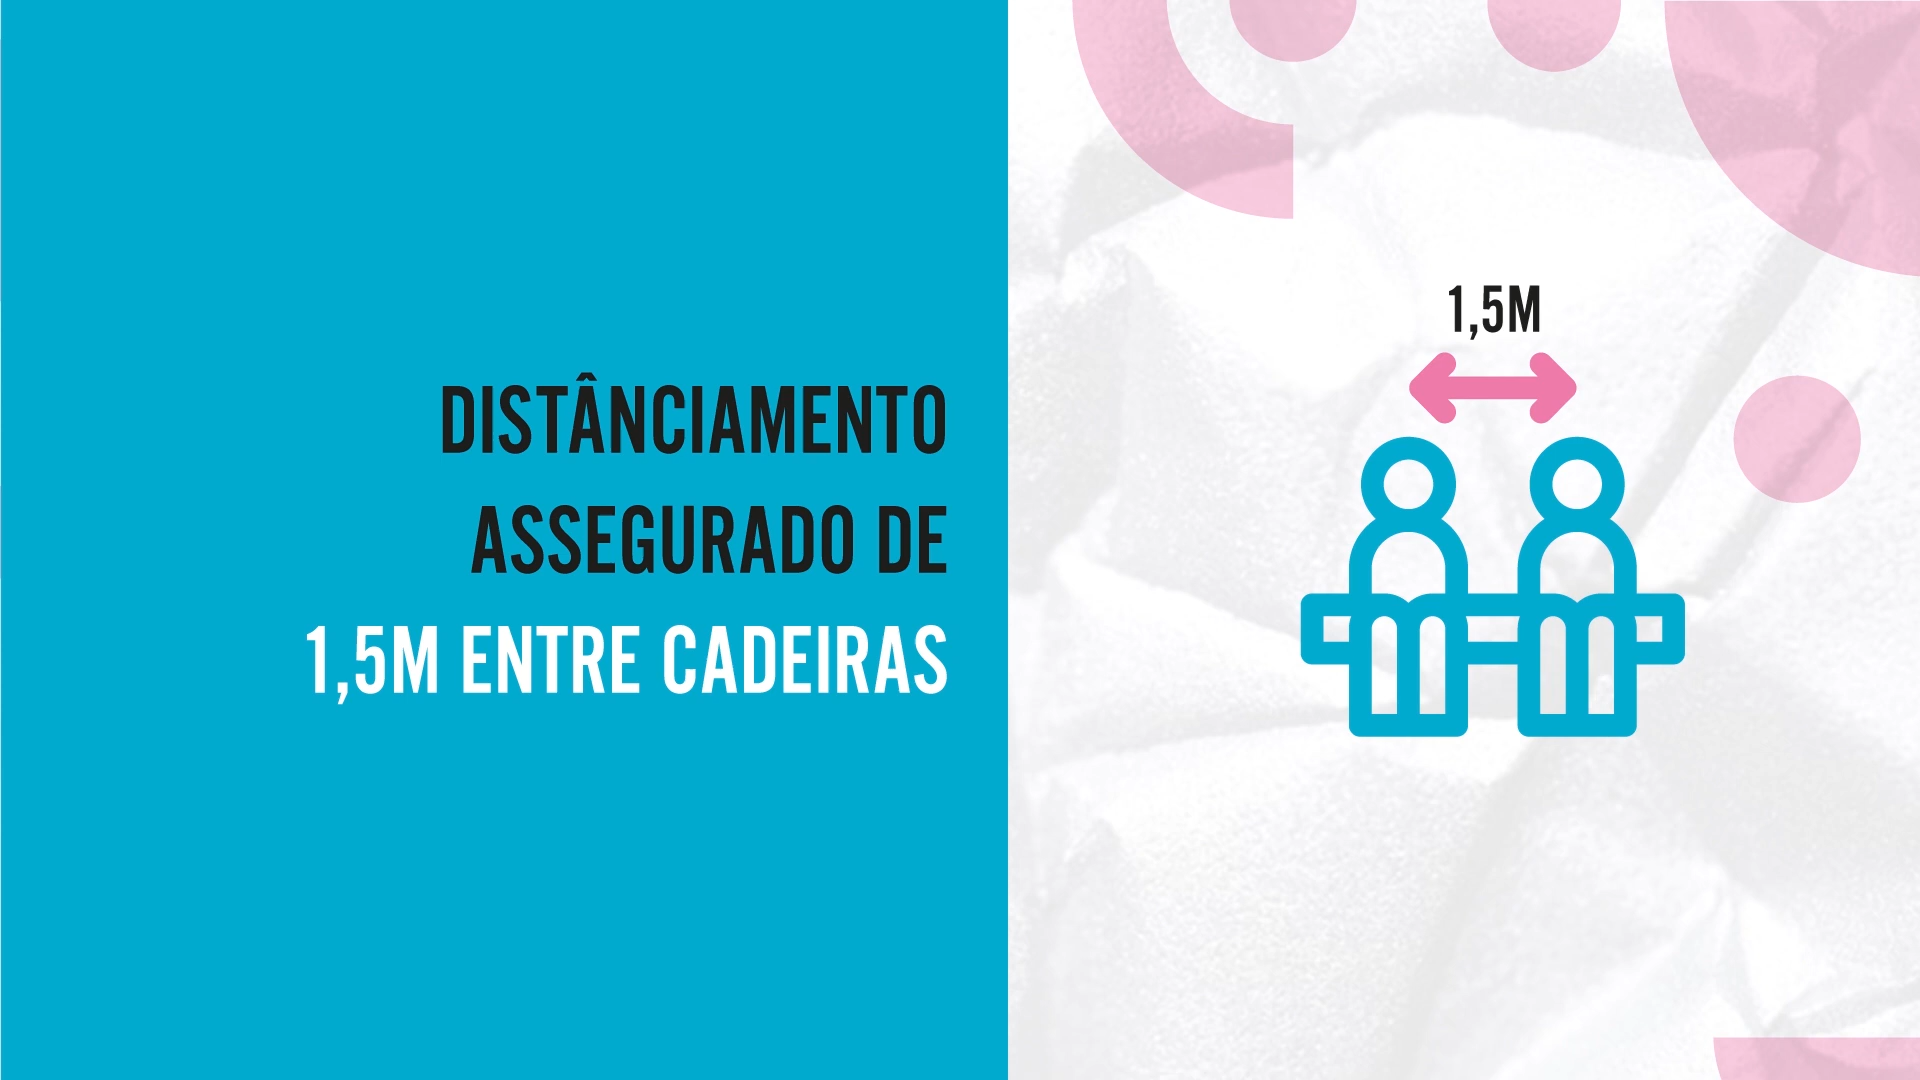 DISTÂNCIAMENTO
ASSEGURADO DE
1,5M ENTRE CADEIRAS
1,5M